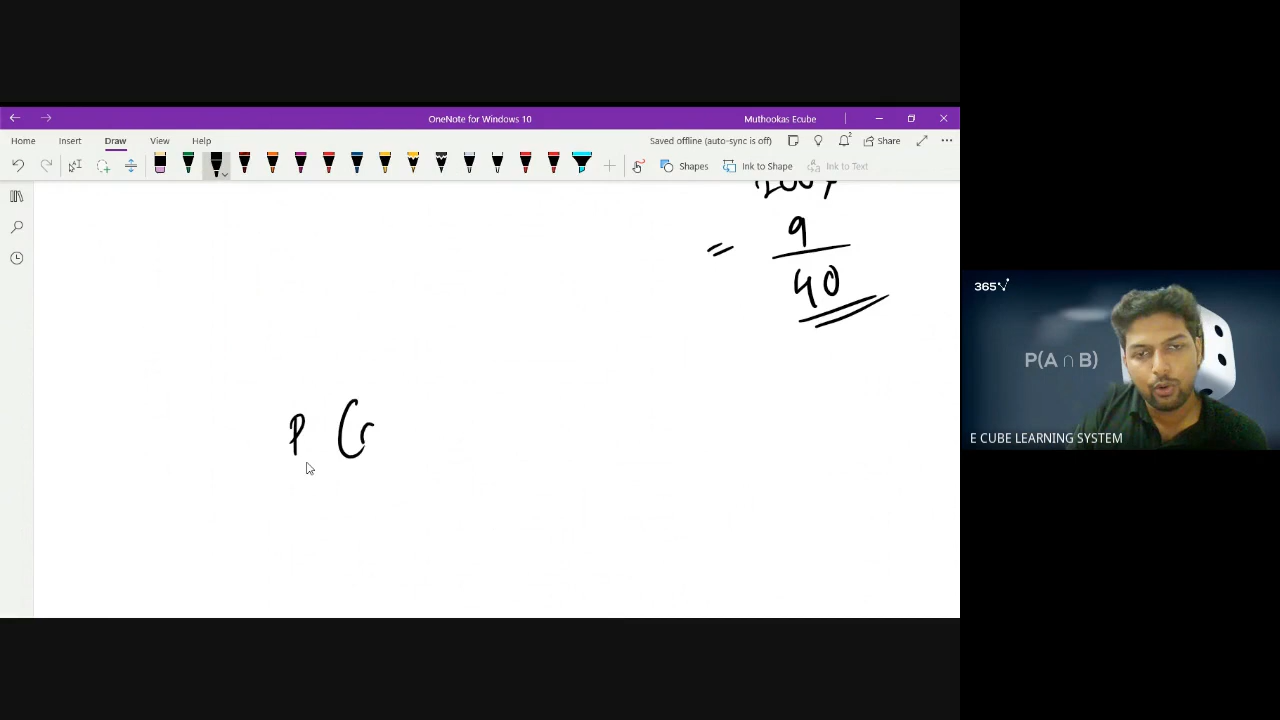 OneNote for Windows 10
Muthookas Ecube
Home Insert Draw View Help
Saved offline (auto-sync is off)
2
Share
Shapes
Ink to Shape
Ink to Text
= 9
40
P (r
365
P(A ∩ B)
E CUBE LEARNING SYSTEM